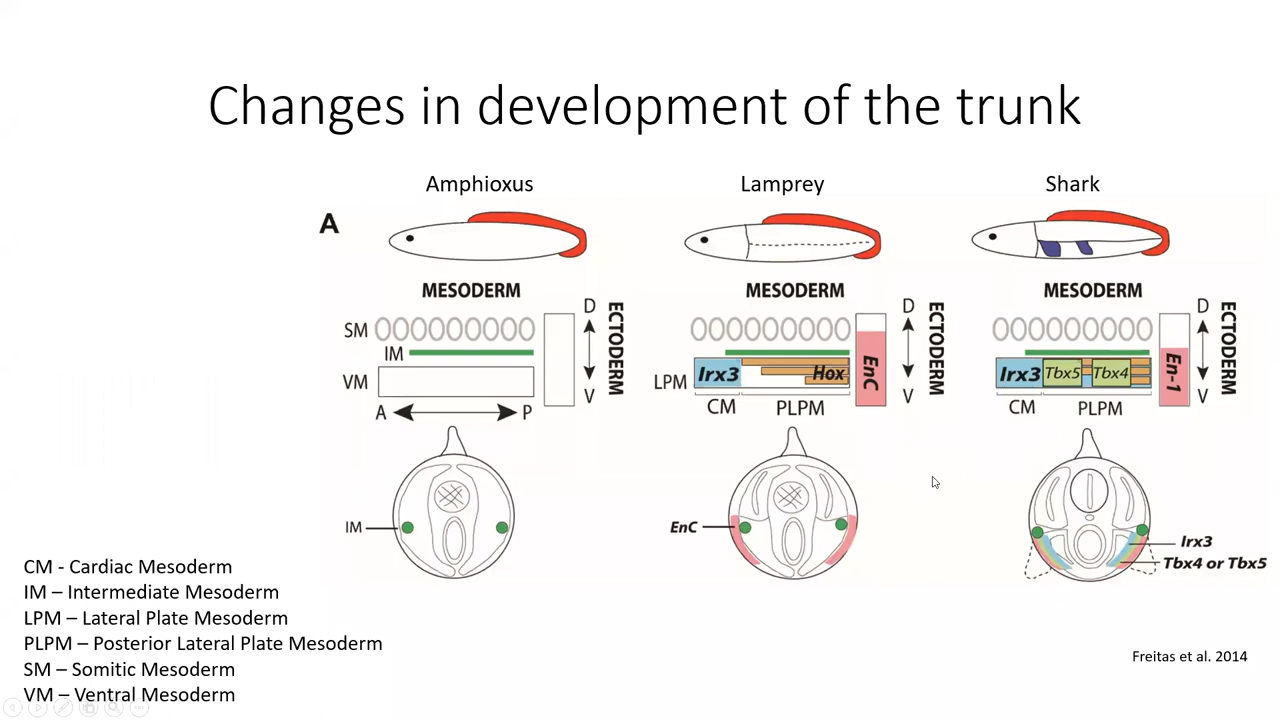 Changes in development of the trunk
Amphioxus
Lamprey
Shark
A
MESODERM
MESODERM
MESODERM
D
ECTODERM
D
ECTODERM
D
ECTODERM
SM
IM
VM
LPM
Irx3
Hox
EnC
Irx3
Tbx5
Tbx4
En-1
A
P
V
CM
PLPM
V
CM
PLPM
V
IM
EnC
Irx3
Tbx4 or Tbx5
CM - Cardiac Mesoderm
IM – Intermediate Mesoderm
LPM – Lateral Plate Mesoderm
PLPM – Posterior Lateral Plate Mesoderm
SM – Somitic Mesoderm
VM – Ventral Mesoderm
Freitas et al. 2014